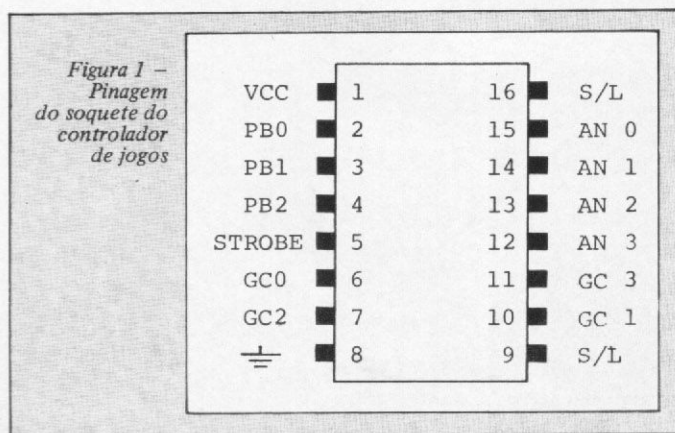 Figura 1 –
Pinagem
do soquete do
controlador
de jogos
VCC 1 16 S/L
PB0 2 15 AN 0
PB1 3 14 AN 1
PB2 4 13 AN 2
STROBE 5 12 AN 3
GC0 6 11 GC 3
GC2 7 10 GC 1
8 9 S/L